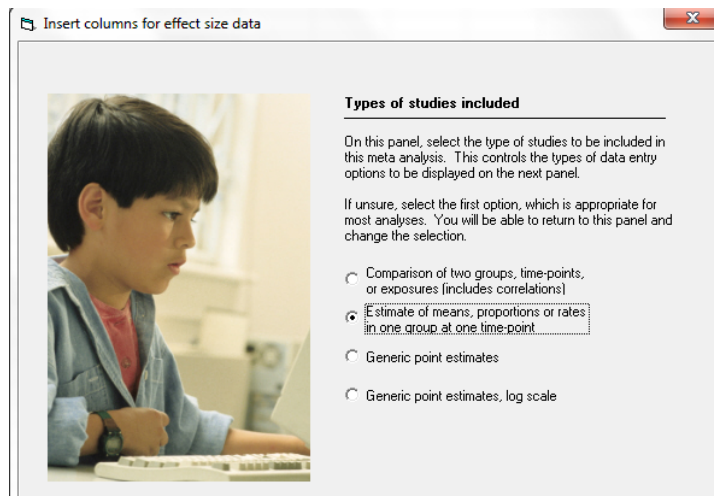 Insert columns for effect size data
Types of studies included
On this panel, select the type of studies to be included in
this meta analysis. This controls the types of data entry
options to be displayed on the next panel.
If unsure, select the first option, which is appropriate for
most analyses. You will be able to return to this panel and
change the selection.
Comparison of two groups, time-points,
or exposures (includes correlations)
Estimate of means, proportions or rates
in one group at one time-point
Generic point estimates
Generic point estimates, log scale